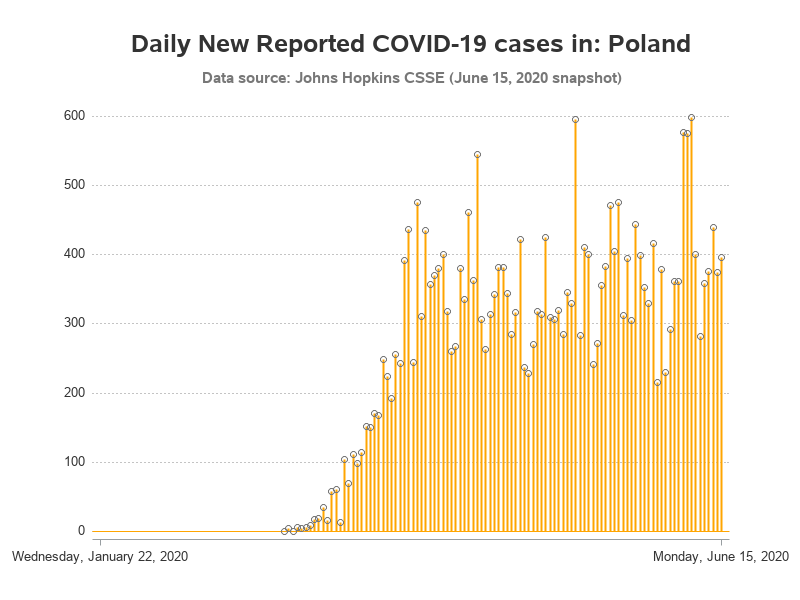 Daily New Reported COVID-19 cases in: Poland
Data source: Johns Hopkins CSSE (June 15, 2020 snapshot)
600
500
400
300
200
100
0
Wednesday, January 22, 2020 Monday, June 15, 2020